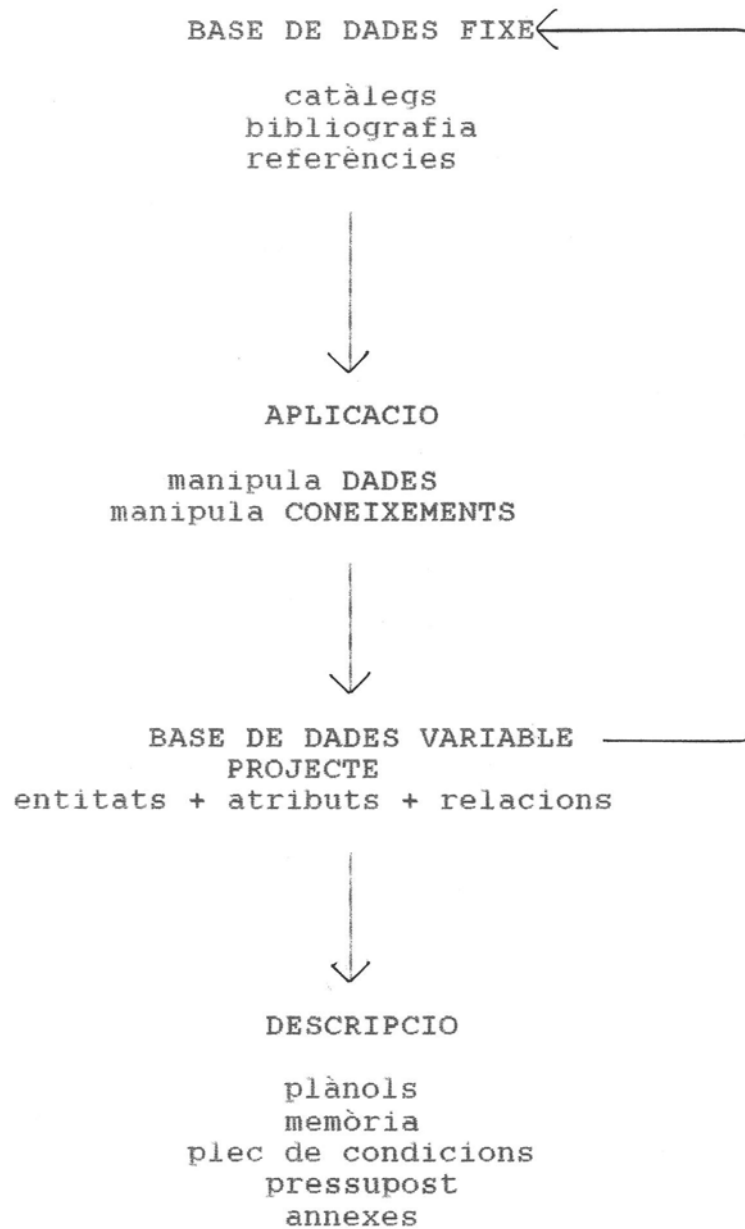 BASE DE DADES FIXE
catàlegs
bibliografia
referències
APLICACIO
manipula DADES
manipula CONEIXEMENTS
BASE DE DADES VARIABLE
PROJECTE
entitats + atributs + relacions
DESCRIPCIO
plànols
memòria
plec de condicions
pressupost
annexes